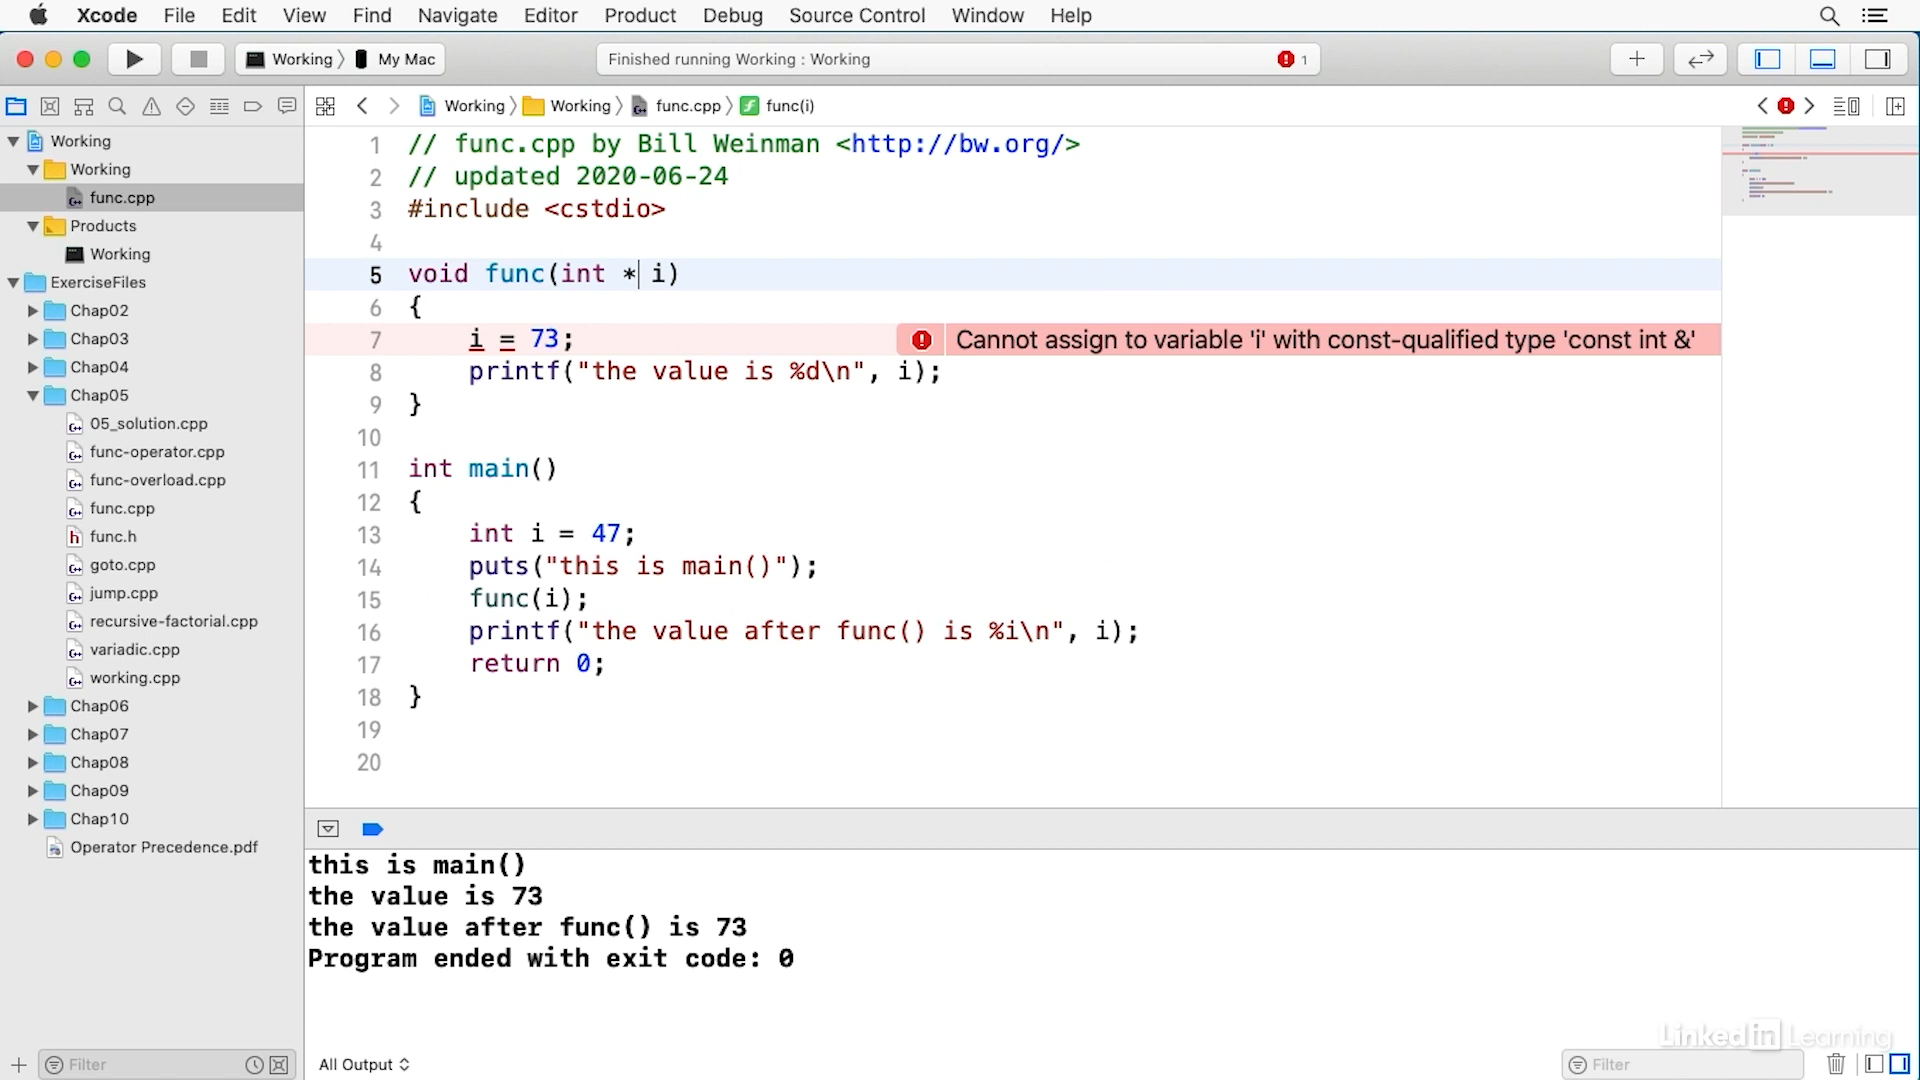 Xcode File Edit View Find Navigate Editor Product Debug Source Control Window Help
Working 〉 My Mac
Finished running Working : Working
1
Working 〉 Working 〉 func.cpp 〉 func(i)
Working
Working
func.cpp
Products
Working
ExerciseFiles
Chap02
Chap03
Chap04
Chap05
05_solution.cpp
func-operator.cpp
func-overload.cpp
func.cpp
func.h
goto.cpp
jump.cpp
recursive-factorial.cpp
variadic.cpp
working.cpp
Chap06
Chap07
Chap08
Chap09
Chap10
Operator Precedence.pdf
Filter
1 // func.cpp by Bill Weinman <http://bw.org/>
2 // updated 2020-06-24
3 #include <cstdio>
4
5 void func(int * i)
6 {
7 i = 73; Cannot assign to variable 'i' with const-qualified type 'const int &'
8 printf("the value is %d\n", i);
9 }
10
11 int main()
12 {
13 int i = 47;
14 puts("this is main()");
15 func(i);
16 printf("the value after func() is %i\n", i);
17 return 0;
18 }
19
20
this is main()
the value is 73
the value after func() is 73
Program ended with exit code: 0
All Output
Filter
Linked in Learning